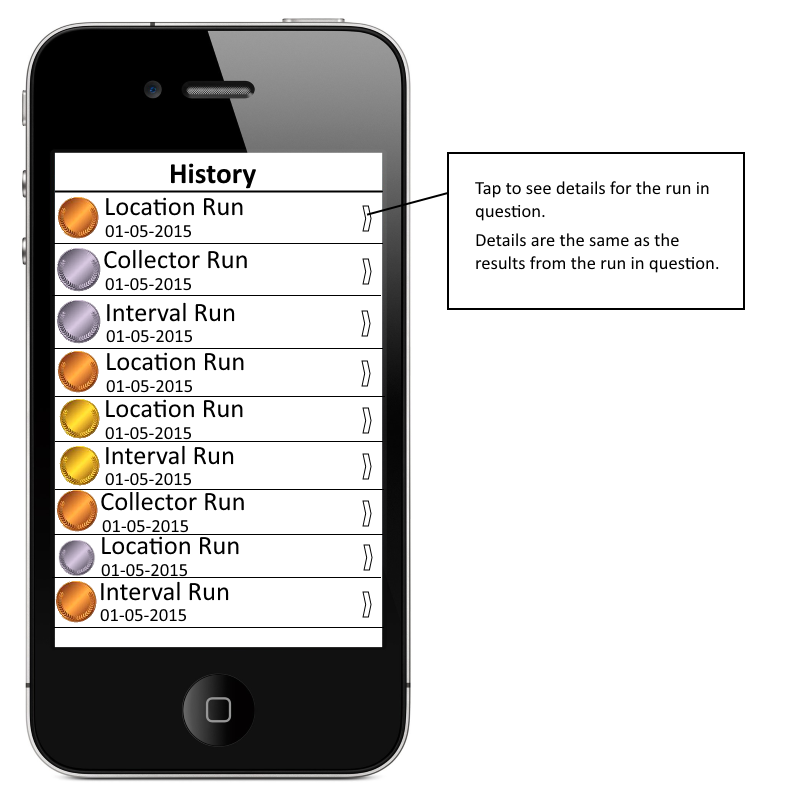 History
Location Run
01-05-2015
Collector Run
01-05-2015
Interval Run
01-05-2015
Location Run
01-05-2015
Location Run
01-05-2015
Interval Run
01-05-2015
Collector Run
01-05-2015
Location Run
01-05-2015
Interval Run
01-05-2015
Tap to see details for the run in
question.
Details are the same as the
results from the run in question.